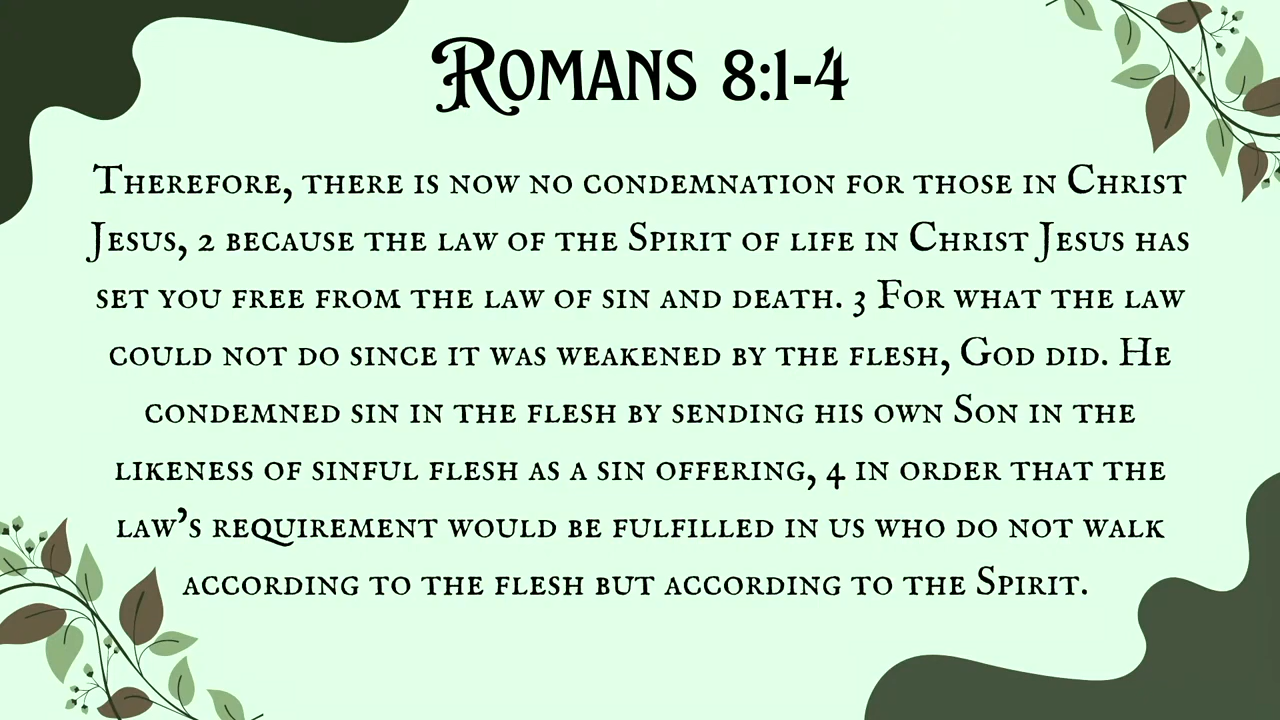 Romans 8:1-4
Therefore, there is now no condemnation for those in Christ
Jesus, 2 because the law of the Spirit of life in Christ Jesus has
set you free from the law of sin and death. 3 For what the law
could not do since it was weakened by the flesh, God did. He
condemned sin in the flesh by sending his own Son in the
likeness of sinful flesh as a sin offering, 4 in order that the
law’s requirement would be fulfilled in us who do not walk
according to the flesh but according to the Spirit.